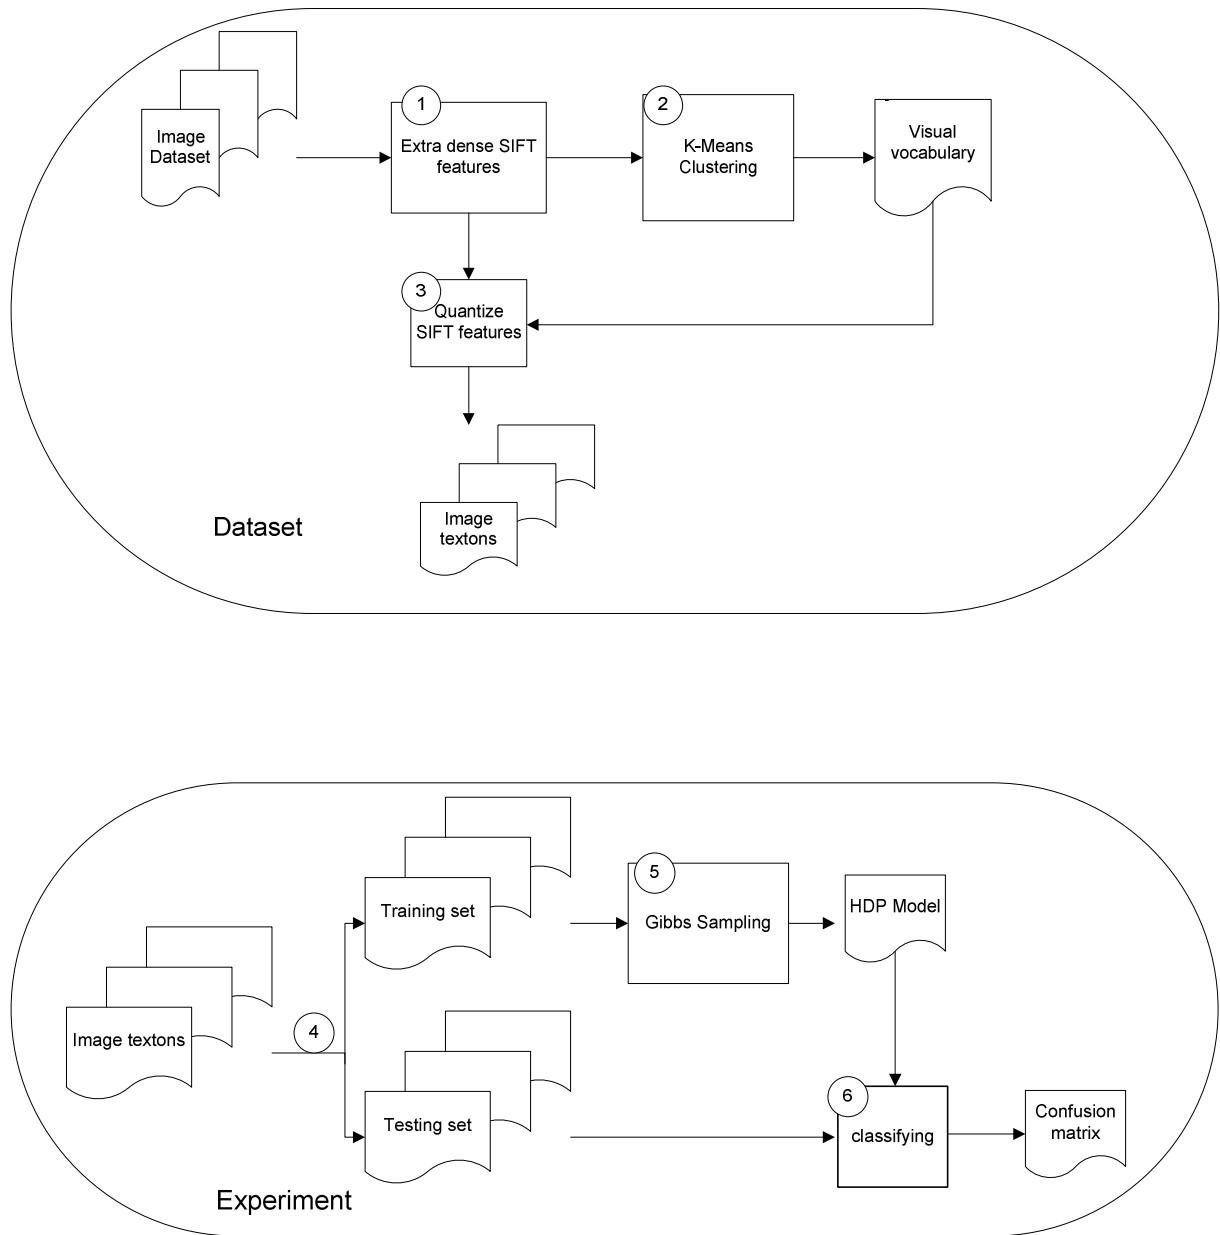 1
2
Image
Dataset
Extra dense SIFT
features
K-Means
Clustering
Visual
vocabulary
3
Quantize
SIFT features
Image
textons
Dataset
5
Training set
Gibbs Sampling
HDP Model
4
Image textons
6
Testing set
classifying
Confusion
matrix
Experiment